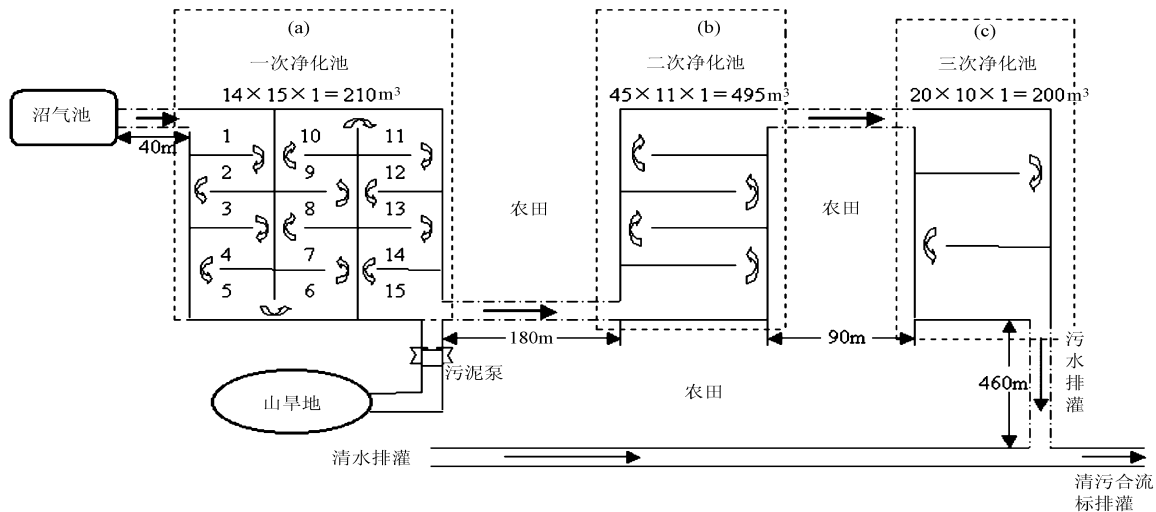 (a)
(b)
(c)
一次净化池
14×15×1=210m³
二次净化池
45×11×1=495m³
三次净化池
20×10×1=200m³
沼气池
40m
1
10
11
2
9
12
3
8
13
4
7
14
5
6
15
农田
农田
180m
90m
污泥泵
山旱地
农田
460m
污水排灌
清水排灌
清污合流
标排灌